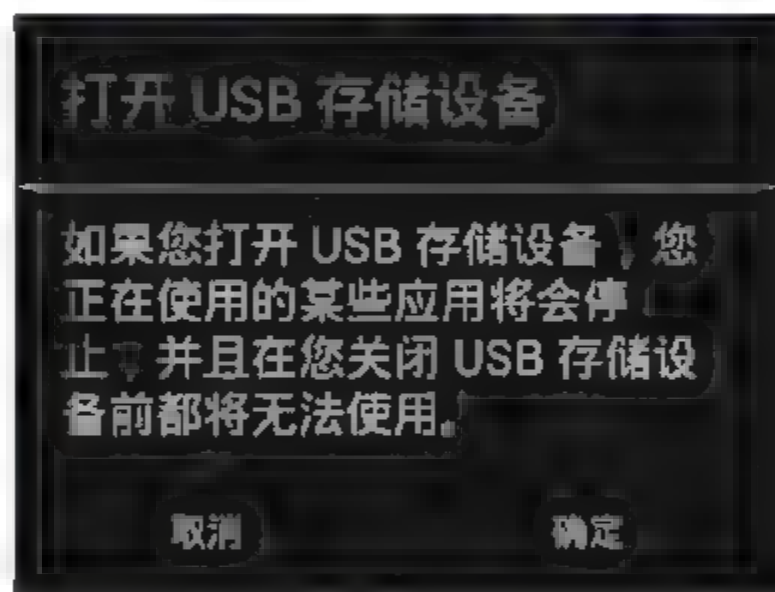 打开 USB 存储设备
如果您打开 USB 存储设备，您
正在使用的某些应用将会停
止，并且在您关闭 USB 存储设
备前都将无法使用。
取消
确定